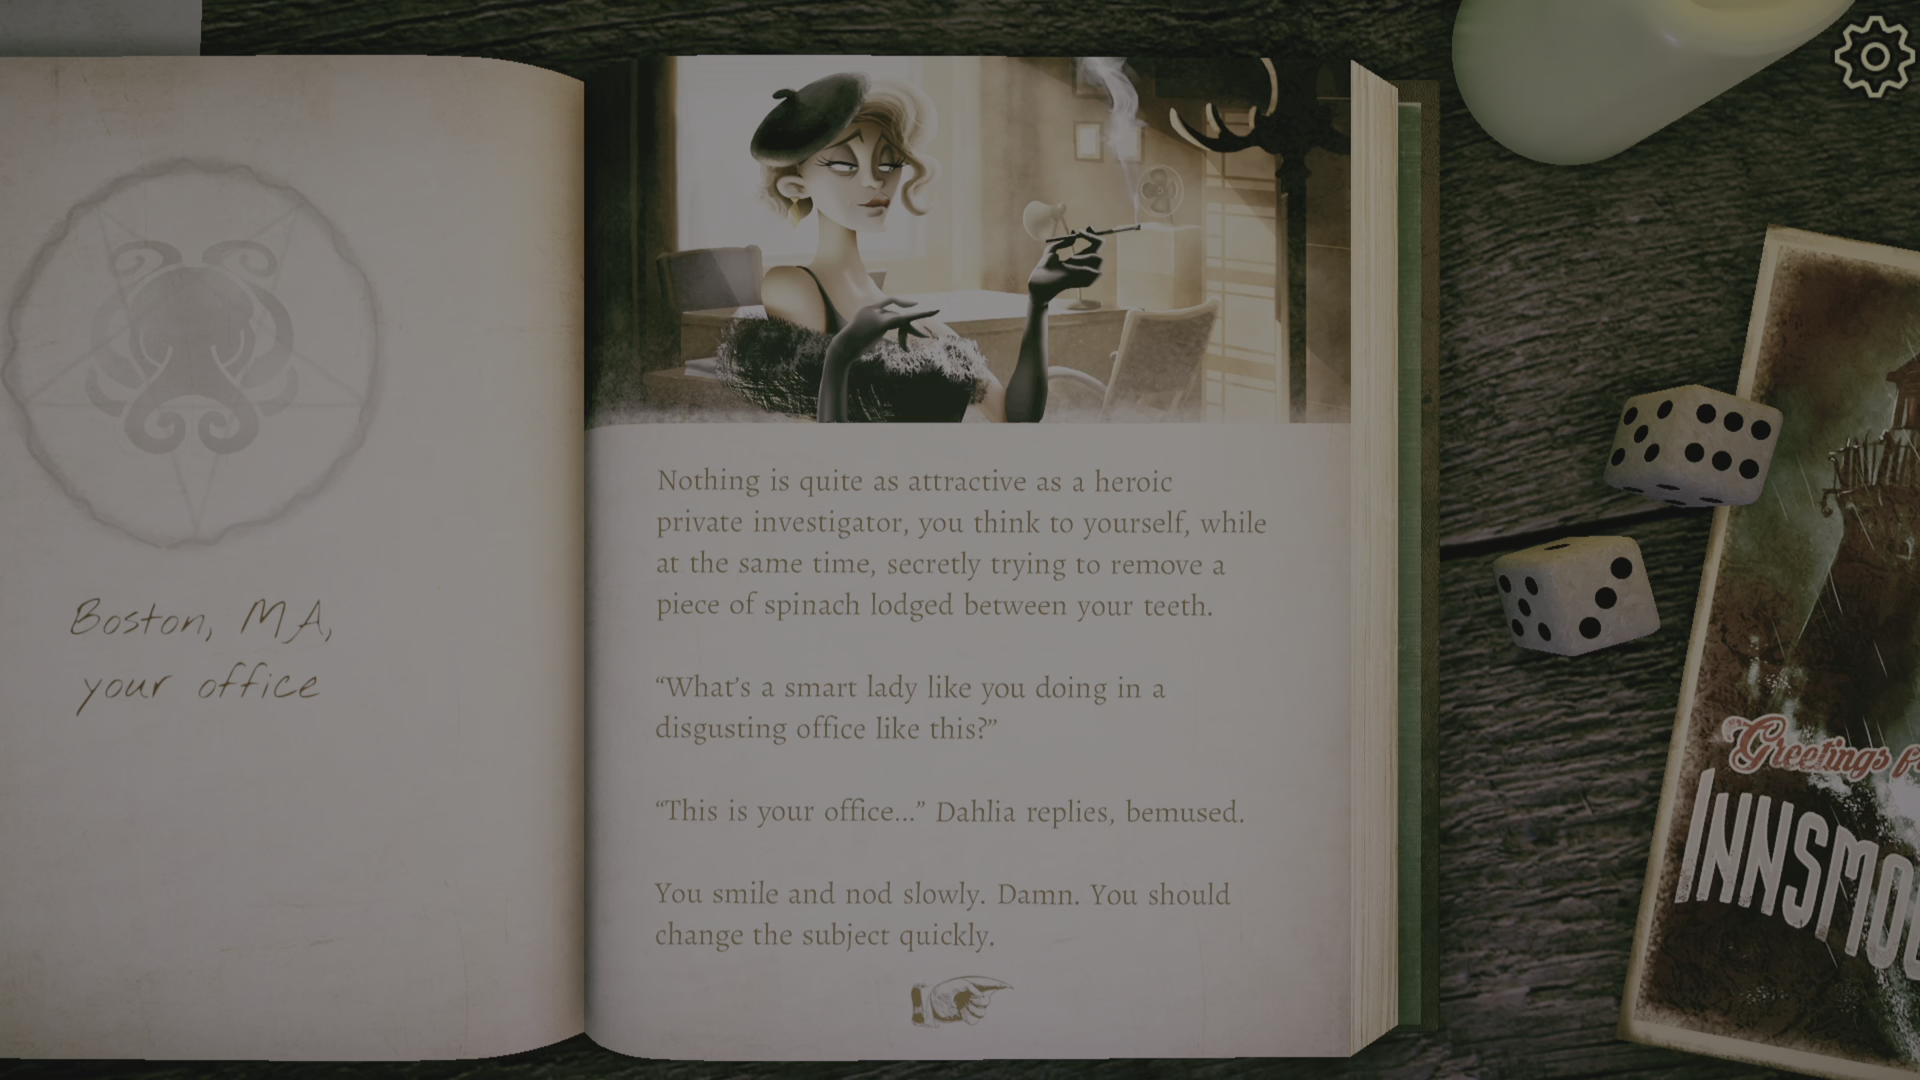 Boston, MA,
your office
Nothing is quite as attractive as a heroic
private investigator, you think to yourself, while
at the same time, secretly trying to remove a
piece of spinach lodged between your teeth.
“What’s a smart lady like you doing in a
disgusting office like this?”
“This is your office...” Dahlia replies, bemused.
You smile and nod slowly. Damn. You should
change the subject quickly.
Greetings